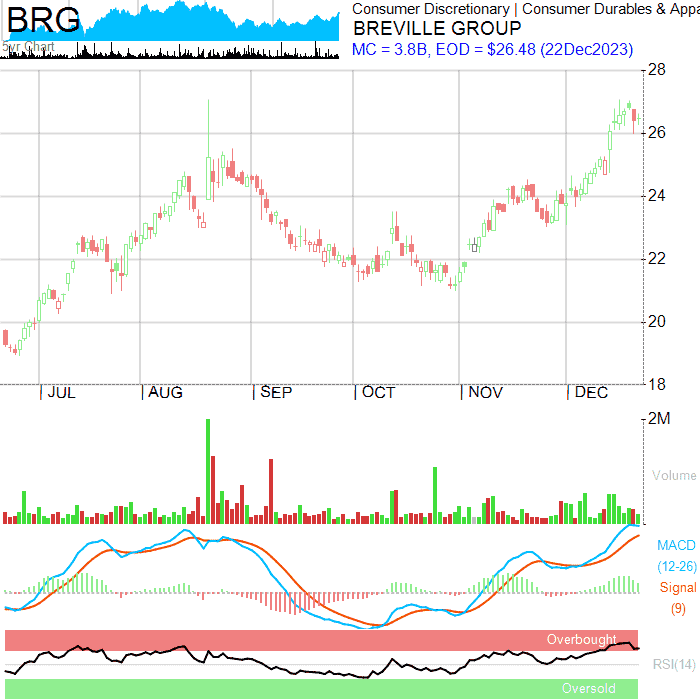 BRG
5yr Chart
Consumer Discretionary | Consumer Durables & Appa
BREVILLE GROUP
MC = 3.8B, EOD = $26.48 (22Dec2023)
28
26
24
22
20
18
JUL AUG SEP OCT NOV DEC
2M
Volume
MACD
(12-26)
Signal
(9)
Overbought
RSI(14)
Oversold